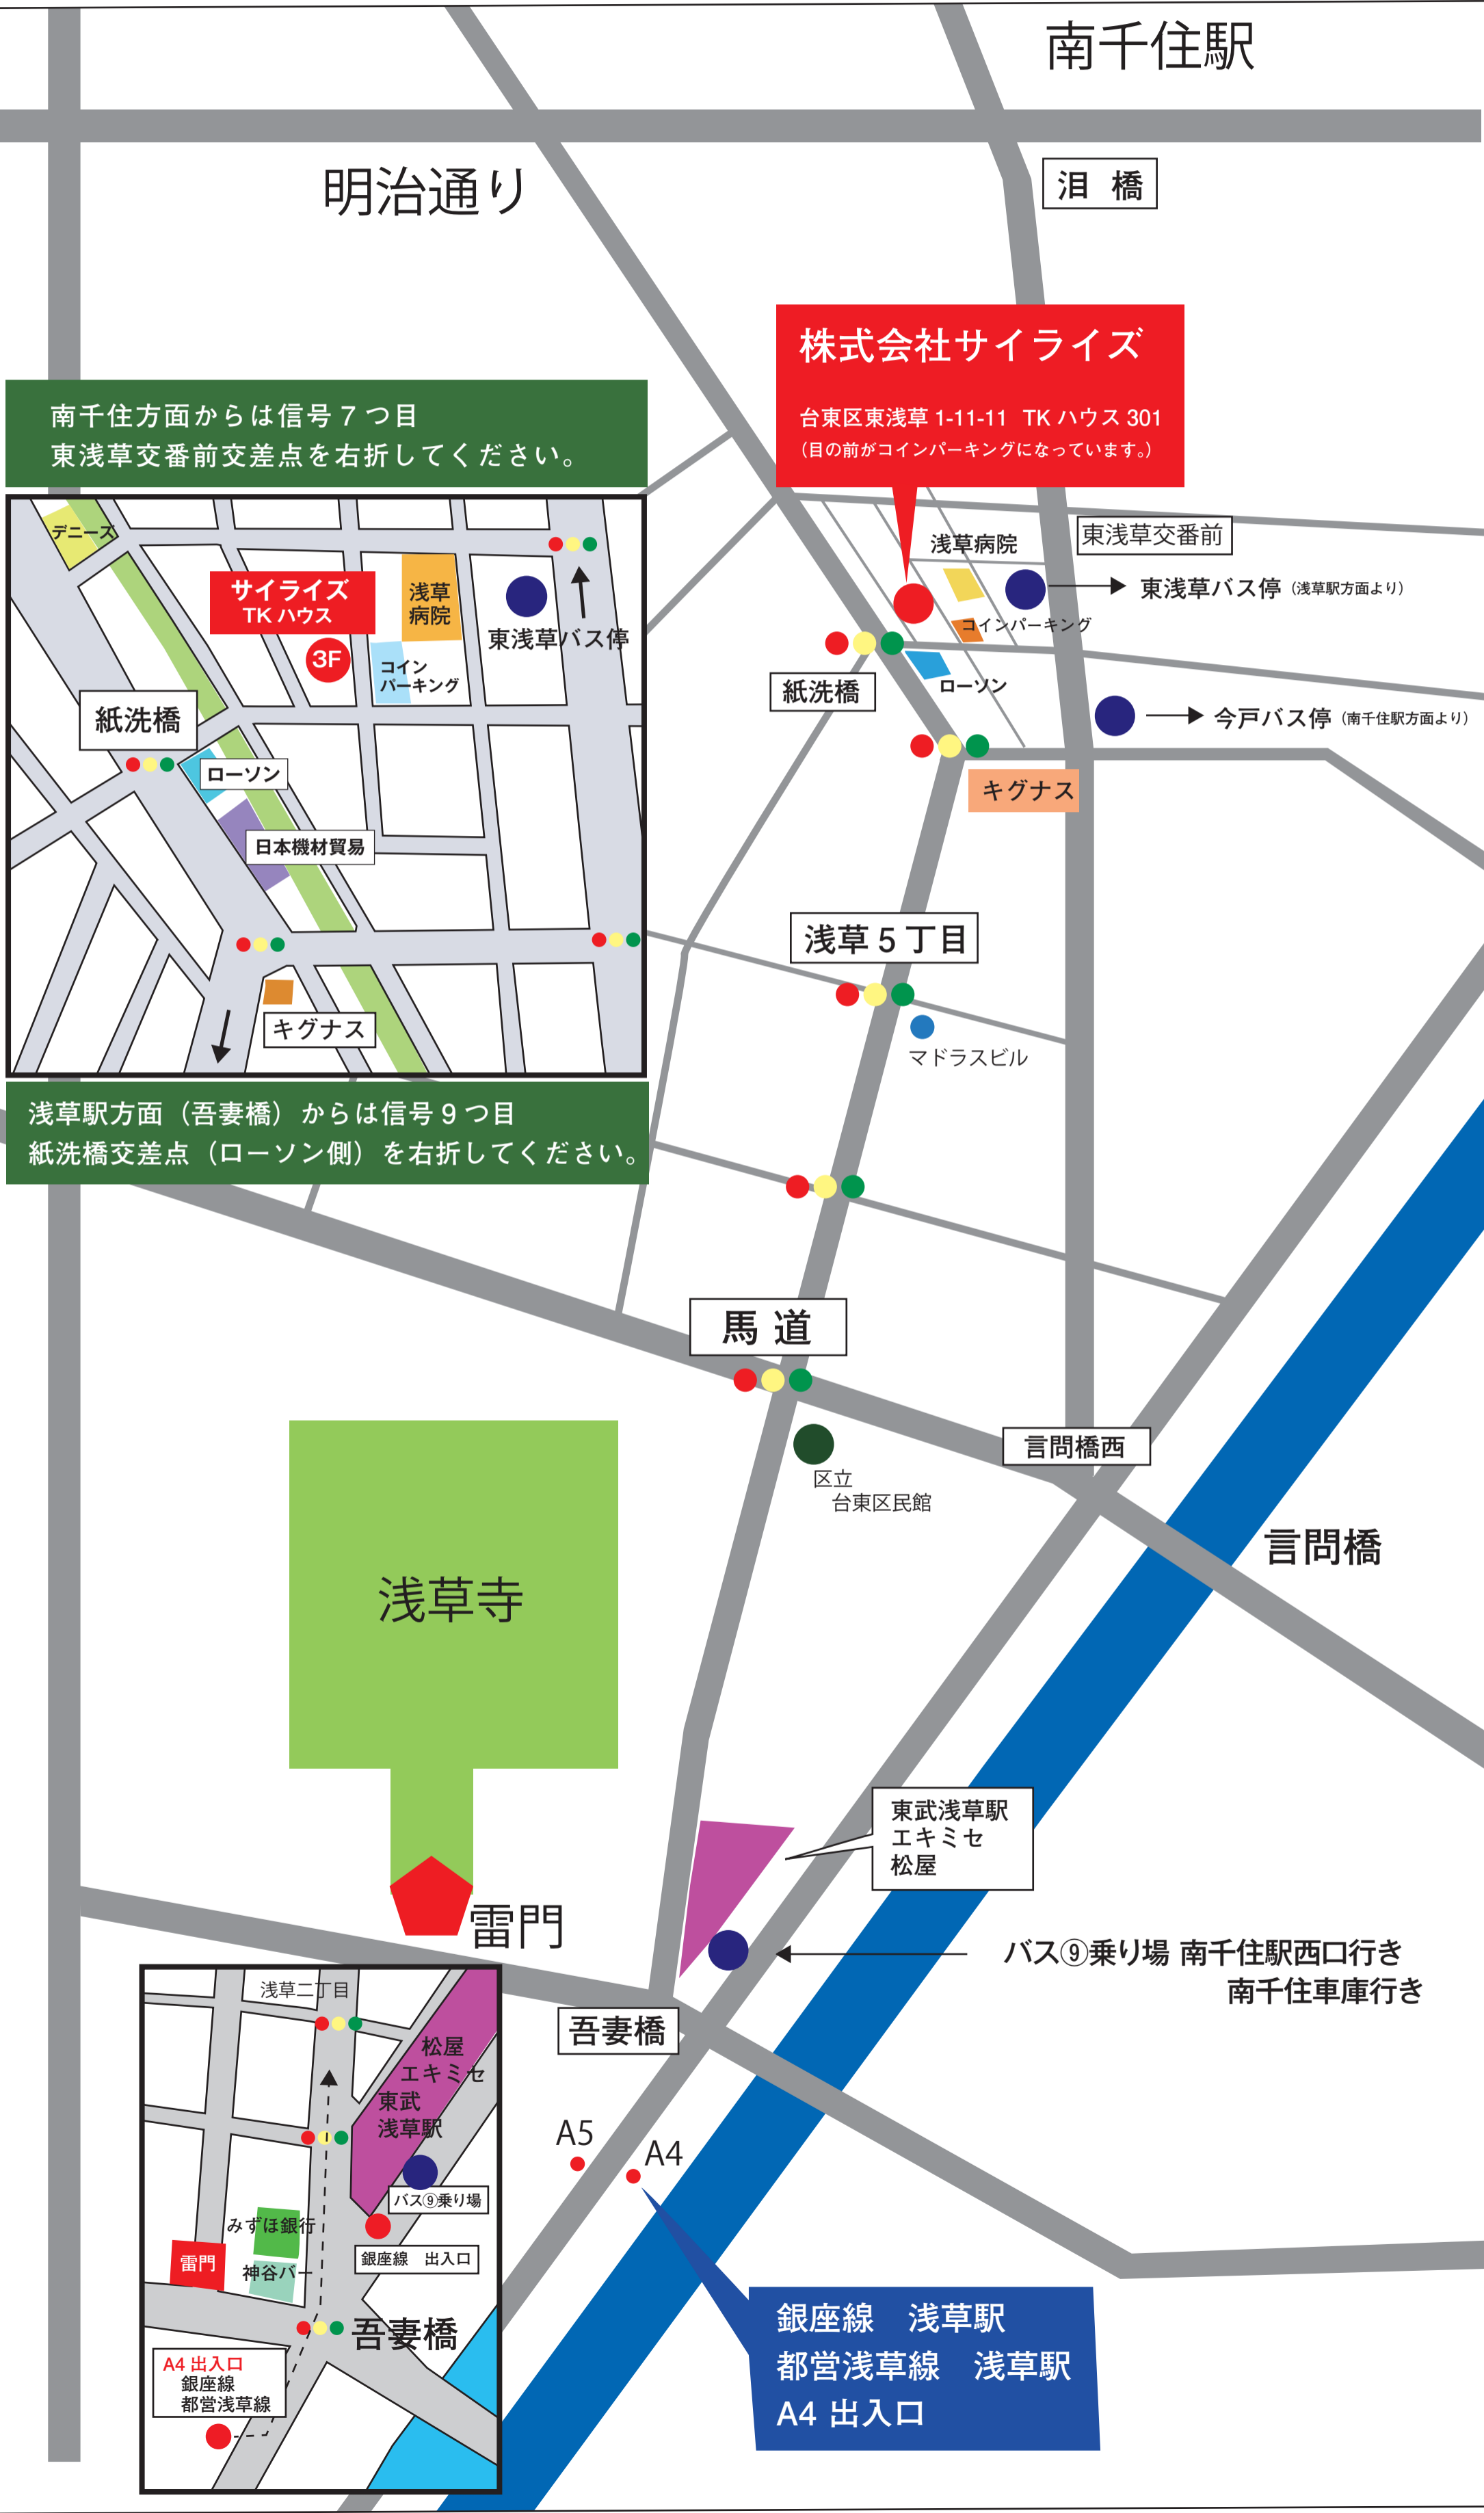 南千住駅
明治通り
泪 橋
株式会社サイライズ
台東区東浅草 1-11-11 TK ハウス 301
（目の前がコインパーキングになっています。）
南千住方面からは信号 7 つ目
東浅草交番前交差点を右折してください。
デニーズ
サイライズ
TK ハウス
3F
浅草
病院
コイン
パーキング
東浅草バス停
紙洗橋
ローソン
日本機材貿易
キグナス
浅草病院
東浅草交番前
東浅草バス停（浅草駅方面より）
コインパーキング
紙洗橋
ローソン
今戸バス停（南千住駅方面より）
キグナス
浅草 5 丁目
マドラスビル
浅草駅方面（吾妻橋）からは信号 9 つ目
紙洗橋交差点（ローソン側）を右折してください。
馬 道
言問橋西
区立
台東区民館
言問橋
浅草寺
東武浅草駅
エキミセ
松屋
雷門
バス⑨乗り場 南千住駅西口行き
南千住車庫行き
吾妻橋
浅草二丁目
松屋
エキミセ
東武
浅草駅
バス⑨乗り場
みずほ銀行
雷門
神谷バー
銀座線 出入口
吾妻橋
A4 出入口
銀座線
都営浅草線
A5
A4
銀座線 浅草駅
都営浅草線 浅草駅
A4 出入口